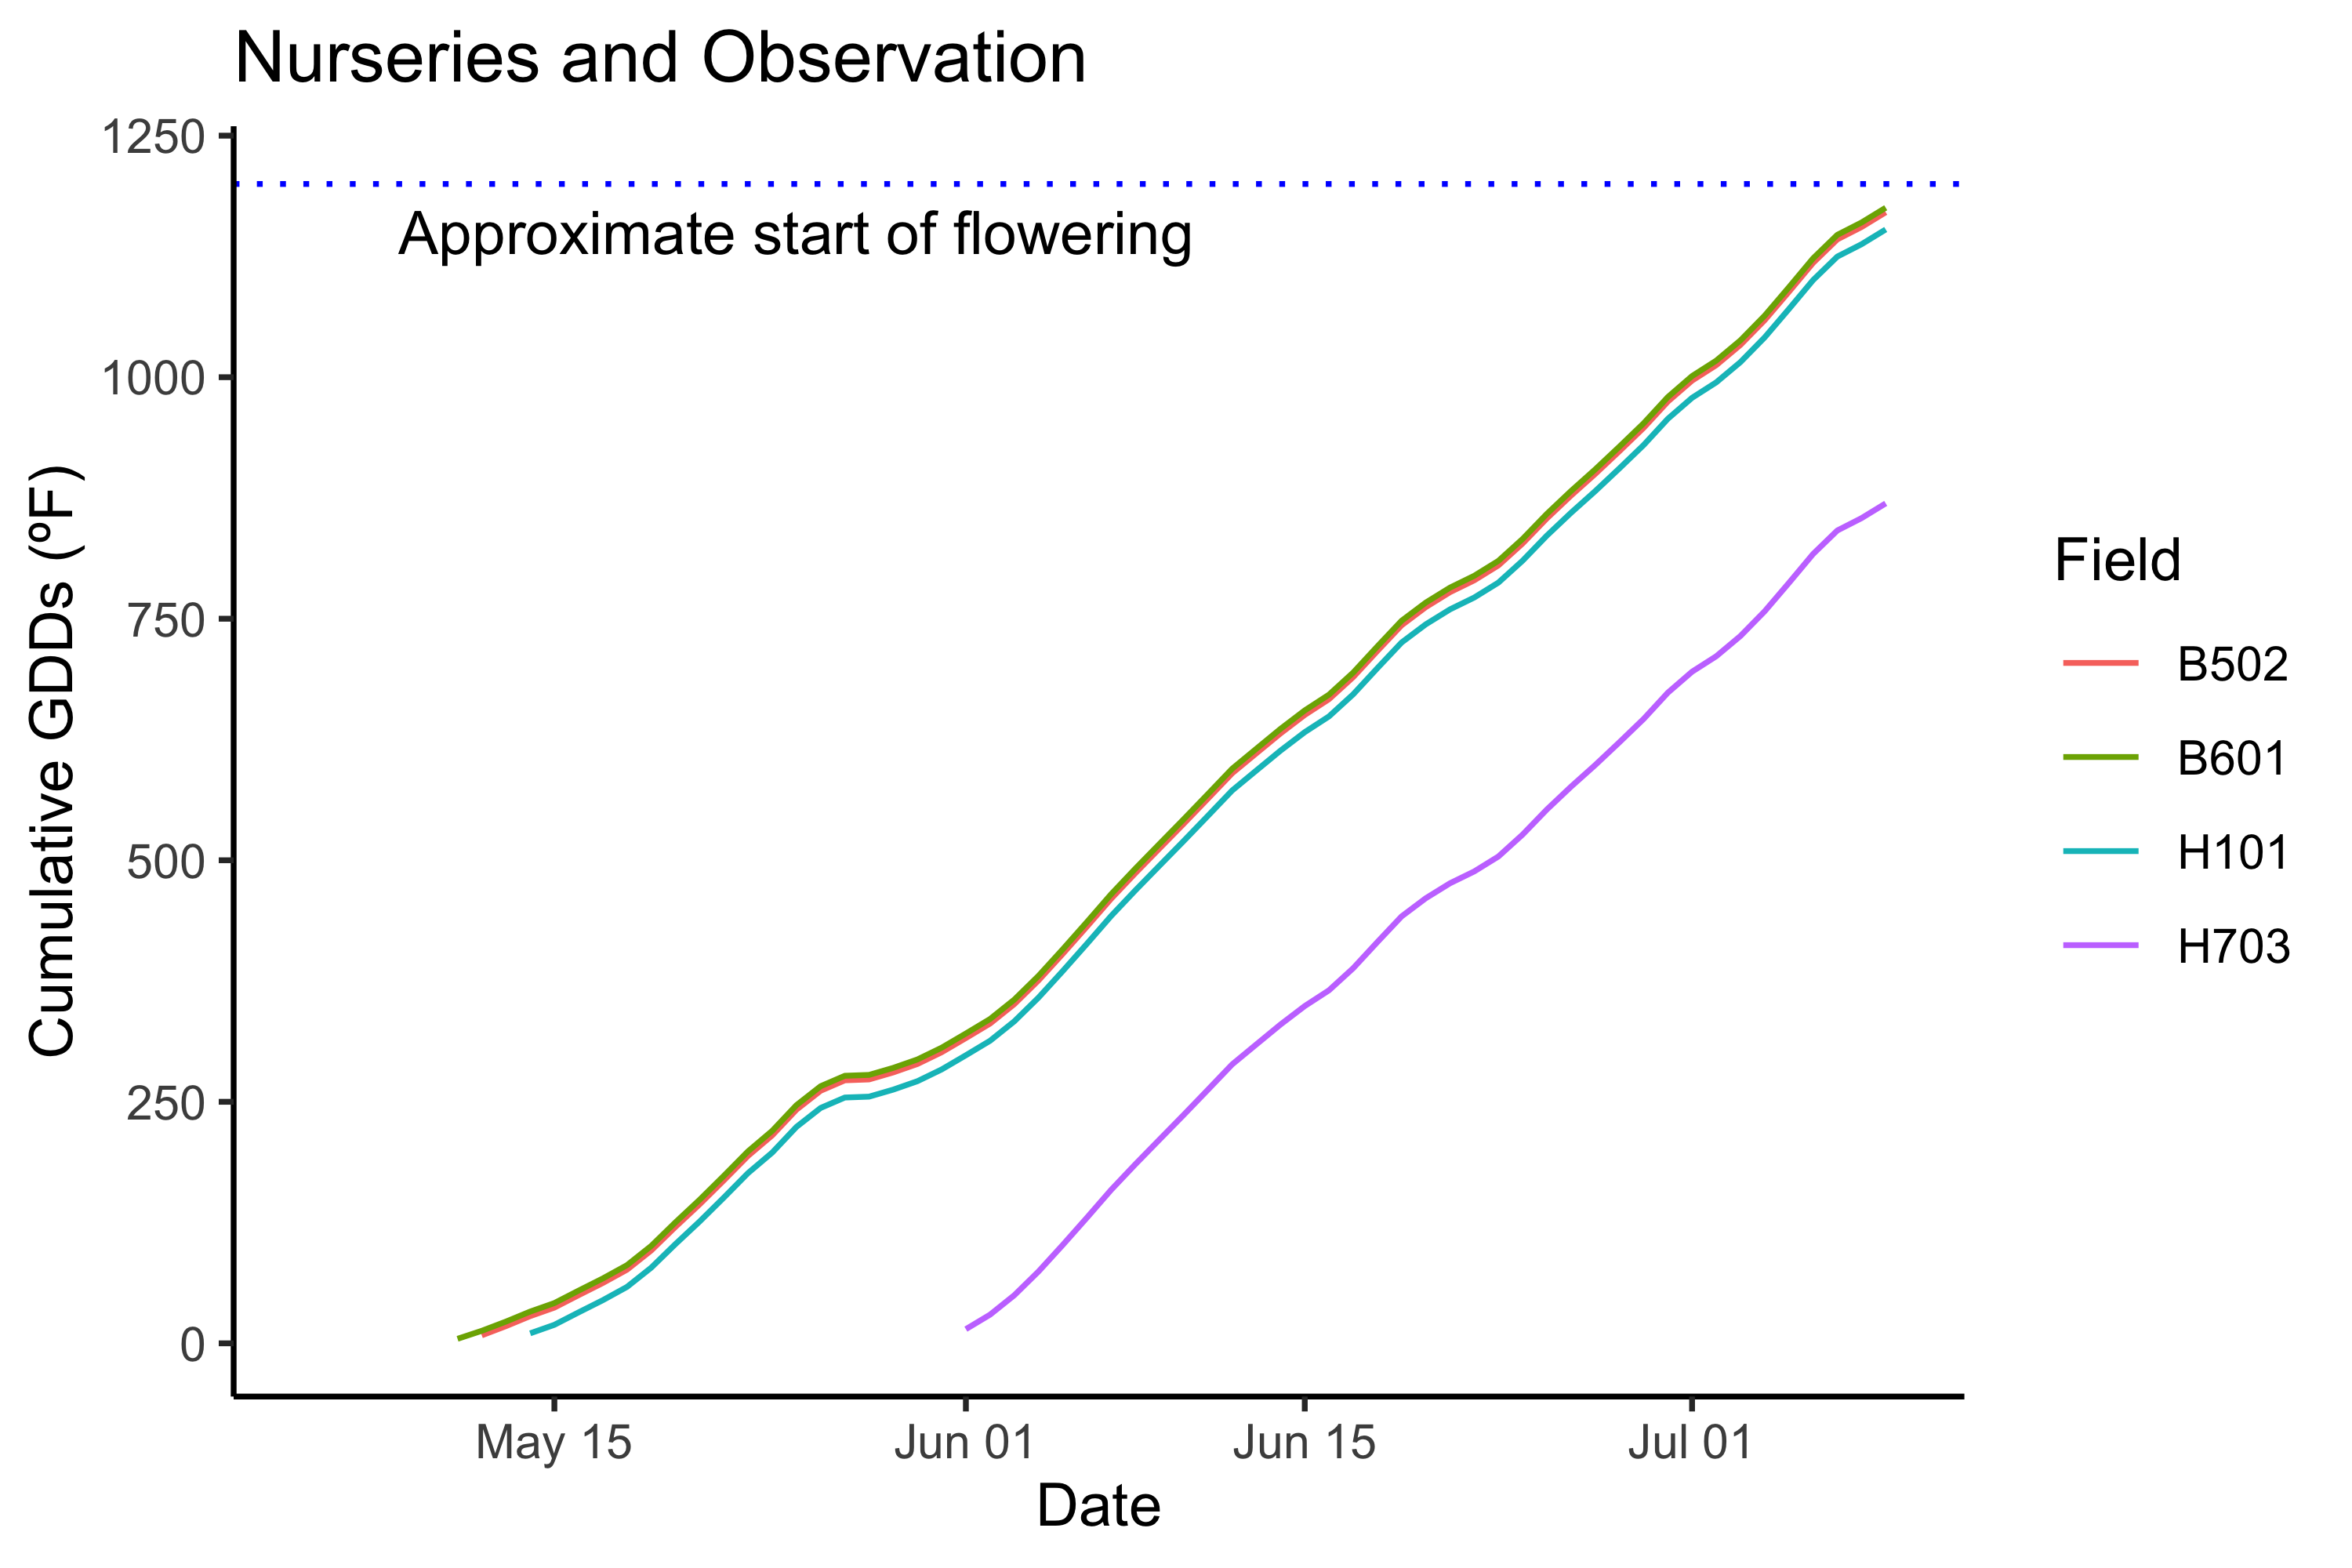 Nurseries and Observation
1250
1000
750
500
250
0
Cumulative GDDs (ºF)
Approximate start of flowering
May 15
Jun 01
Jun 15
Jul 01
Date
Field
B502
B601
H101
H703